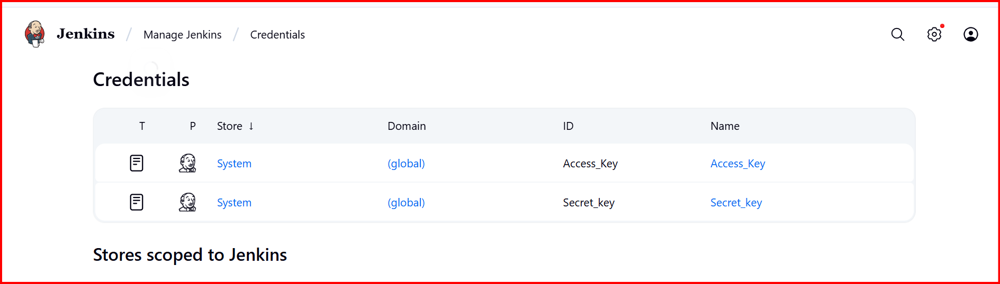 Jenkins / Manage Jenkins / Credentials
Credentials
T P Store ↓ Domain ID Name
System (global) Access_Key Access_Key
System (global) Secret_key Secret_key
Stores scoped to Jenkins